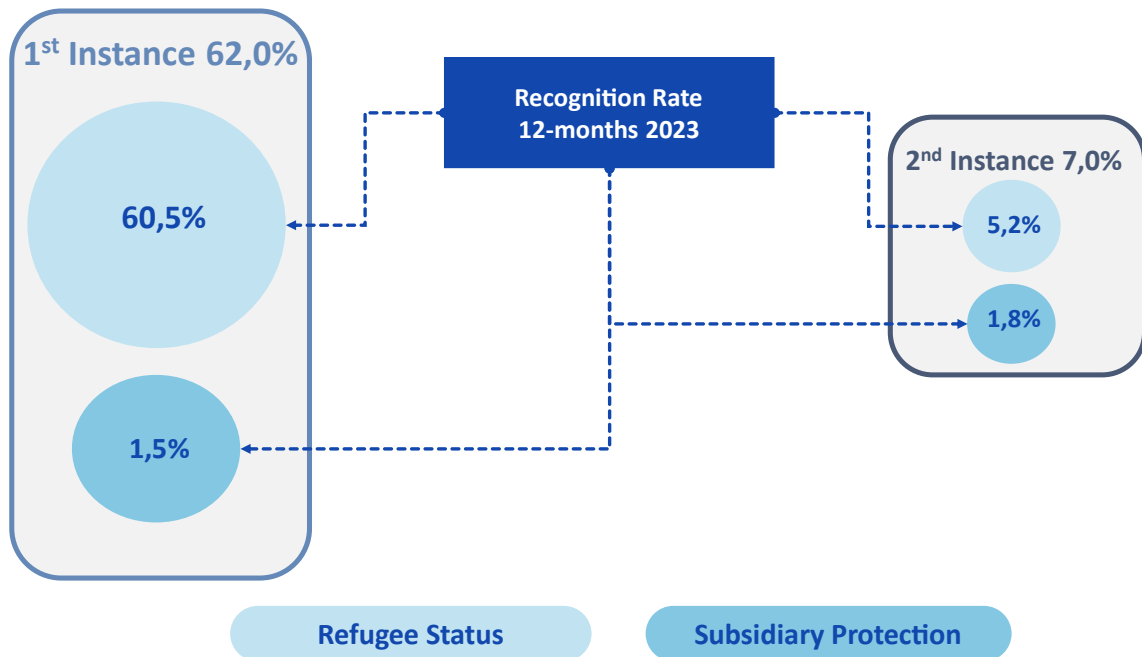 1st Instance 62,0%
60,5%
1,5%
Recognition Rate
12-months 2023
2nd Instance 7,0%
5,2%
1,8%
Refugee Status
Subsidiary Protection